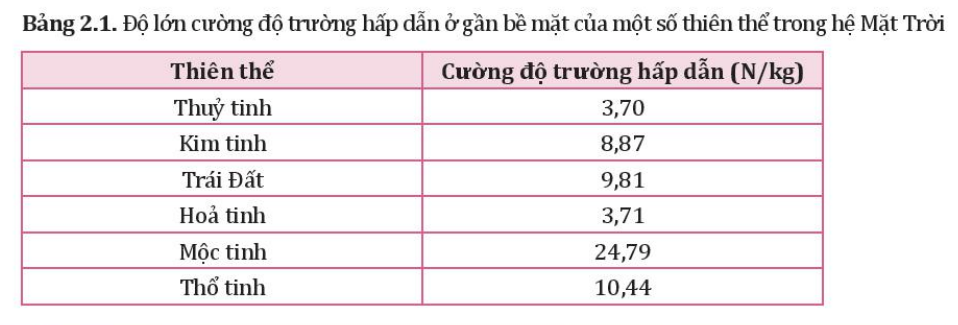 Bảng 2.1. Độ lớn cường độ trường hấp dẫn ở gần bề mặt của một số thiên thể trong hệ Mặt Trời
Thiên thể Cường độ trường hấp dẫn (N/kg)
Thuỷ tinh 3,70
Kim tinh 8,87
Trái Đất 9,81
Hoả tinh 3,71
Mộc tinh 24,79
Thổ tinh 10,44